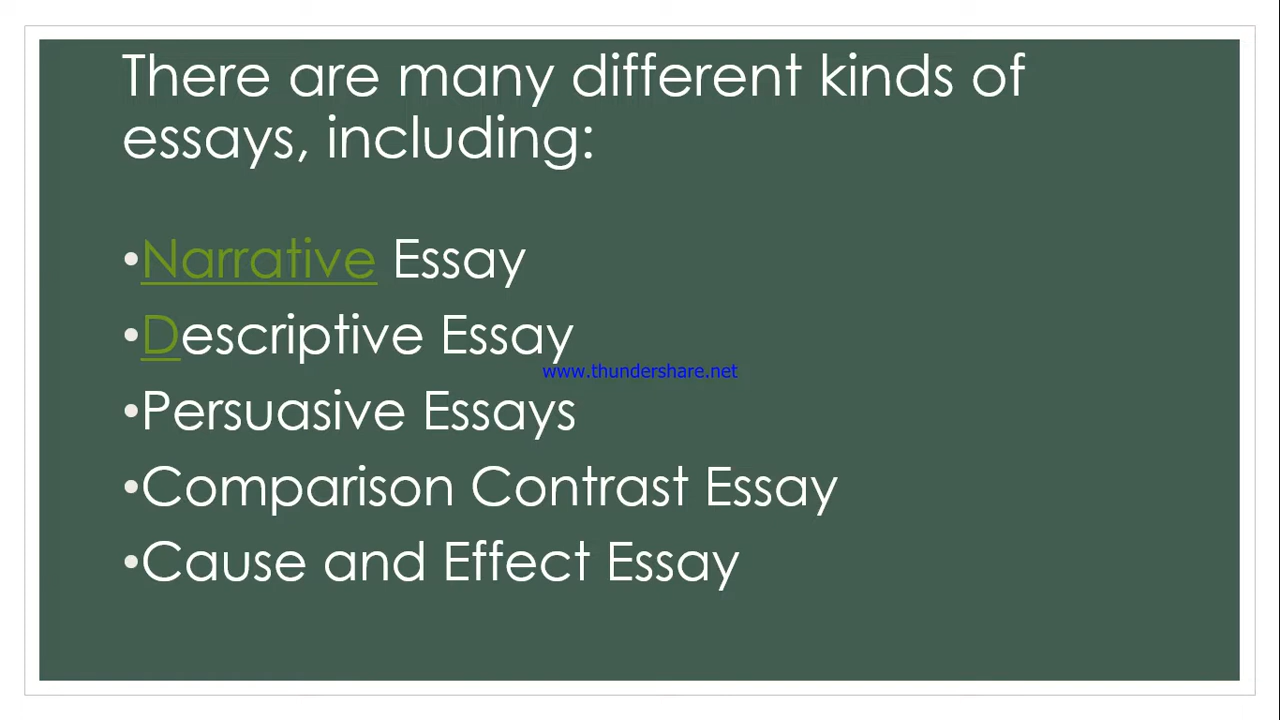 There are many different kinds of
essays, including:
•Narrative Essay
•Descriptive Essay
www.thundershare.net
•Persuasive Essays
•Comparison Contrast Essay
•Cause and Effect Essay